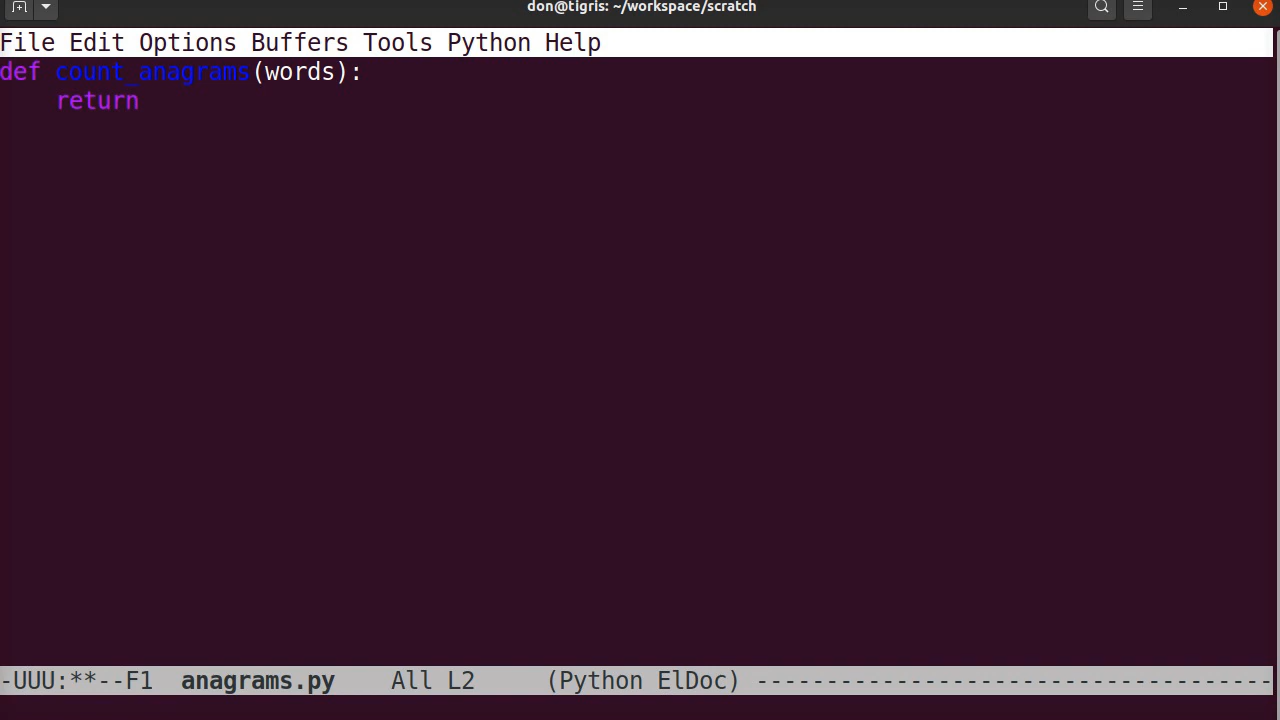 don@tigris: ~/workspace/scratch
File Edit Options Buffers Tools Python Help
def count_anagrams(words):
    return
-UUU:**--F1  anagrams.py    All L2     (Python ElDoc) -------------------------------------